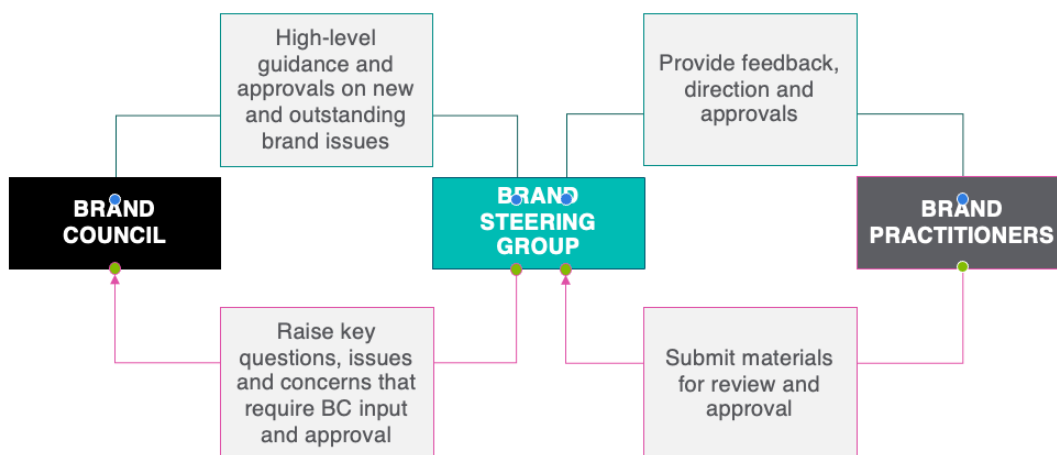 High-level
guidance and
approvals on new
and outstanding
brand issues
Provide feedback,
direction and
approvals
BRAND
COUNCIL
BRAND
STEERING
GROUP
BRAND
PRACTITIONERS
Raise key
questions, issues
and concerns that
require BC input
and approval
Submit materials
for review and
approval